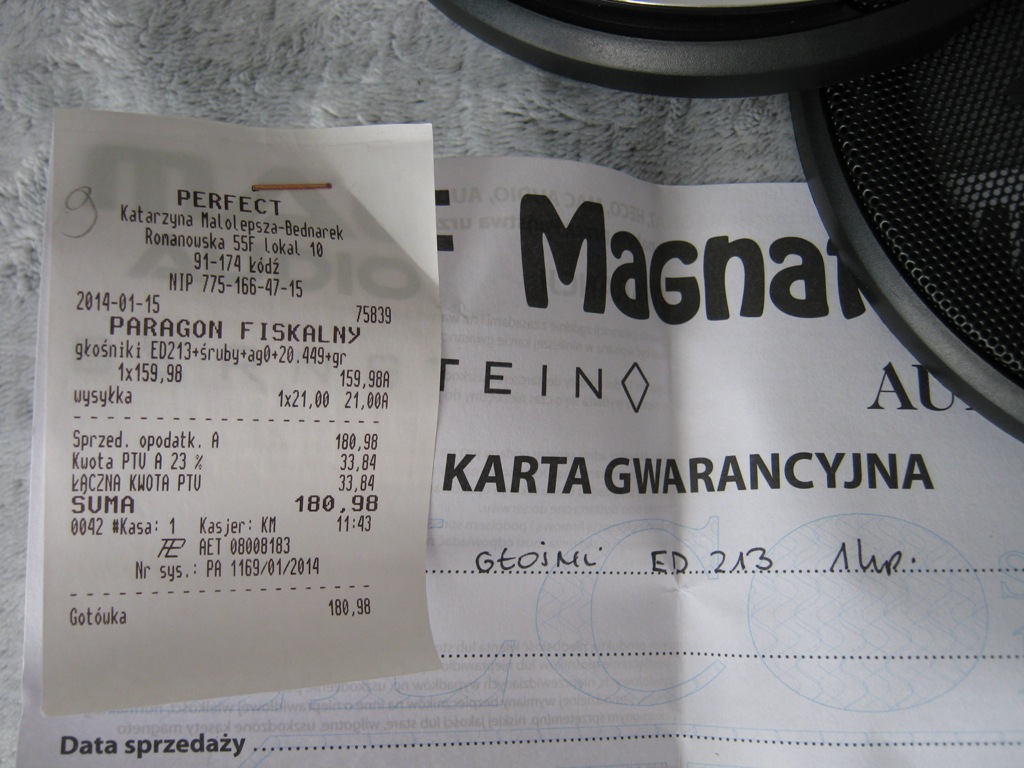 PERFECT
Katarzyna Malolepsza-Bednarek
Romanowska 55F lokal 10
91-174 Łódź
NIP 775-166-47-15
2014-01-15 75839
PARAGON FISKALNY
głośniki ED213+śruby+ag0+20.449+gr
1x159,98 159,98A
wysyłka 1x21,00 21,00A
Sprzed. opodatk. A 180,98
Kwota PTU A 23 % 33,84
ŁĄCZNA KWOTA PTU 33,84
SUMA 180,98
0042 #Kasa: 1 Kasjer: KM 11:43
AET 08008183
Nr sys.: PA 1169/01/2014
Gotówka 180,98
Magnat
TEIN
AU
KARTA GWARANCYJNA
GŁOŚNIKI ED 213 1 kp.
Data sprzedaży